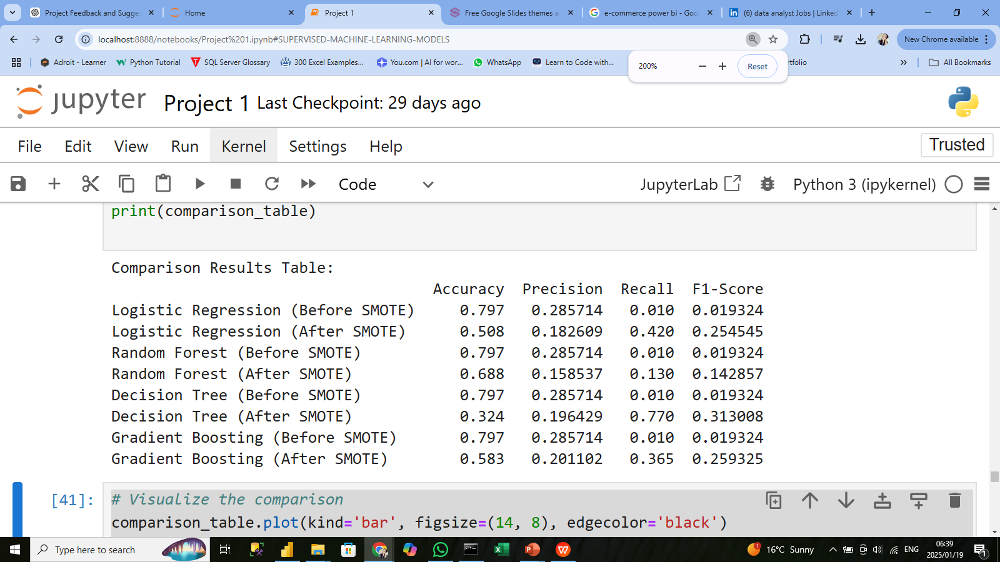 Project Feedback and Sugges
Home
Project 1
Free Google Slides themes a
e-commerce power bi - Goo
(6) data analyst Jobs | Linked
localhost:8888/notebooks/Project%201.ipynb#SUPERVISED-MACHINE-LEARNING-MODELS
New Chrome available
Adroit - Learner
Python Tutorial
SQL Server Glossary
300 Excel Examples...
You.com | AI for wor...
WhatsApp
Learn to Code with...
rtfolio
All Bookmarks
200%
Reset
jupyter Project 1 Last Checkpoint: 29 days ago
File Edit View Run Kernel Settings Help
Trusted
Code
JupyterLab
Python 3 (ipykernel)
print(comparison_table)
Comparison Results Table:
Accuracy Precision Recall F1-Score
Logistic Regression (Before SMOTE) 0.797 0.285714 0.010 0.019324
Logistic Regression (After SMOTE) 0.508 0.182609 0.420 0.254545
Random Forest (Before SMOTE) 0.797 0.285714 0.010 0.019324
Random Forest (After SMOTE) 0.688 0.158537 0.130 0.142857
Decision Tree (Before SMOTE) 0.797 0.285714 0.010 0.019324
Decision Tree (After SMOTE) 0.324 0.196429 0.770 0.313008
Gradient Boosting (Before SMOTE) 0.797 0.285714 0.010 0.019324
Gradient Boosting (After SMOTE) 0.583 0.201102 0.365 0.259325
[41]: # Visualize the comparison
comparison_table.plot(kind='bar', figsize=(14, 8), edgecolor='black')
Type here to search
16°C Sunny
ENG
06:39
2025/01/19
1